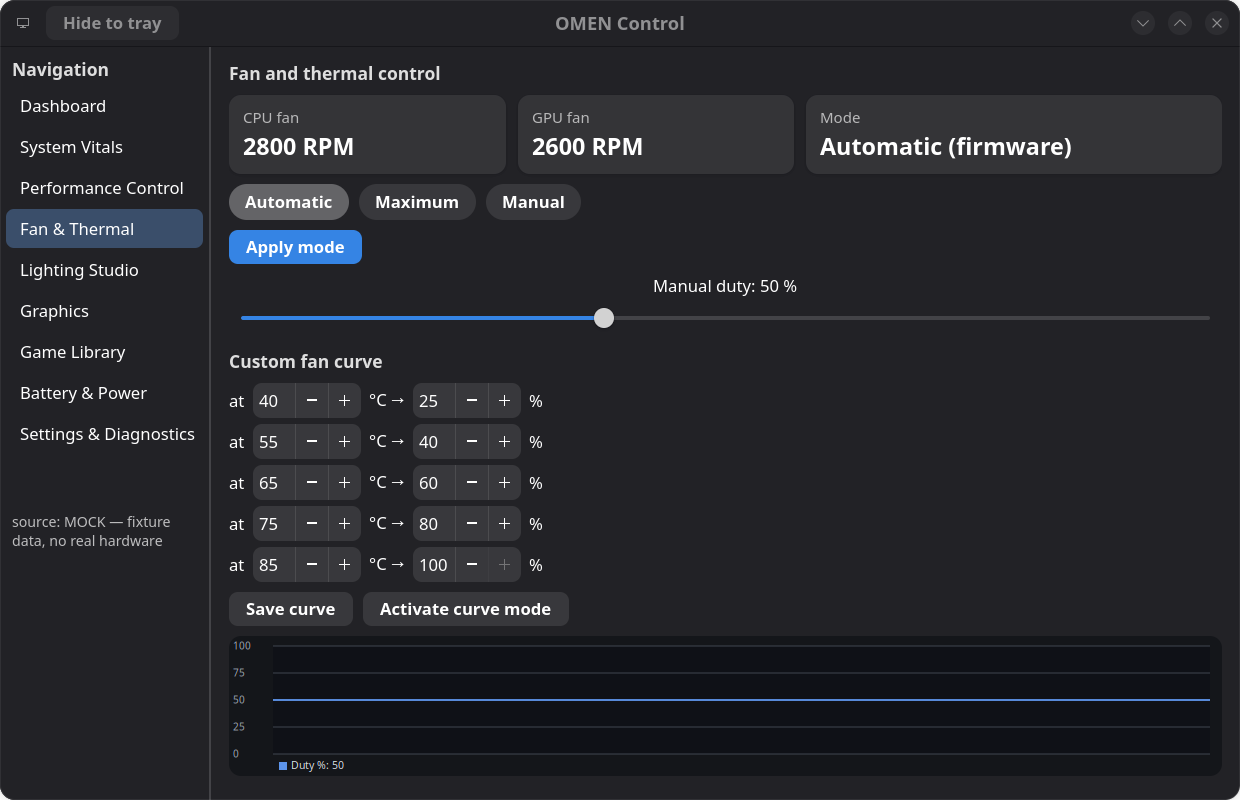 Hide to tray
OMEN Control
Navigation
Dashboard
System Vitals
Performance Control
Fan & Thermal
Lighting Studio
Graphics
Game Library
Battery & Power
Settings & Diagnostics
source: MOCK — fixture
data, no real hardware
Fan and thermal control
CPU fan
2800 RPM
GPU fan
2600 RPM
Mode
Automatic (firmware)
Automatic Maximum Manual
Apply mode
Manual duty: 50 %
Custom fan curve
at 40 − + °C → 25 − + %
at 55 − + °C → 40 − + %
at 65 − + °C → 60 − + %
at 75 − + °C → 80 − + %
at 85 − + °C → 100 − + %
Save curve Activate curve mode
100
75
50
25
0
Duty %: 50